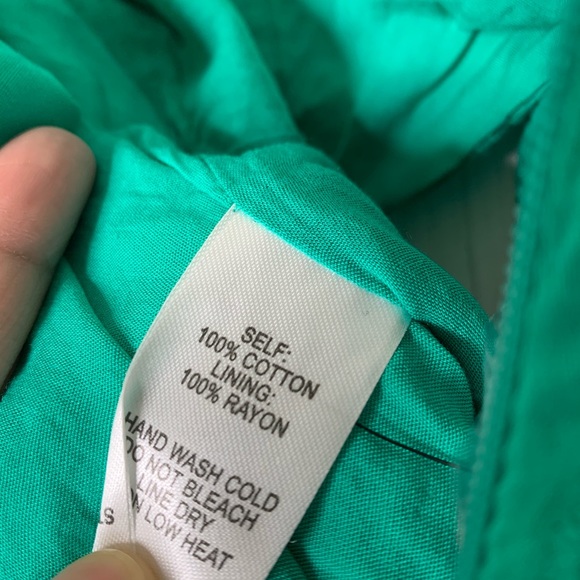 SELF:
100% COTTON
LINING:
100% RAYON
HAND WASH COLD
DO NOT BLEACH
LINE DRY
LOW HEAT